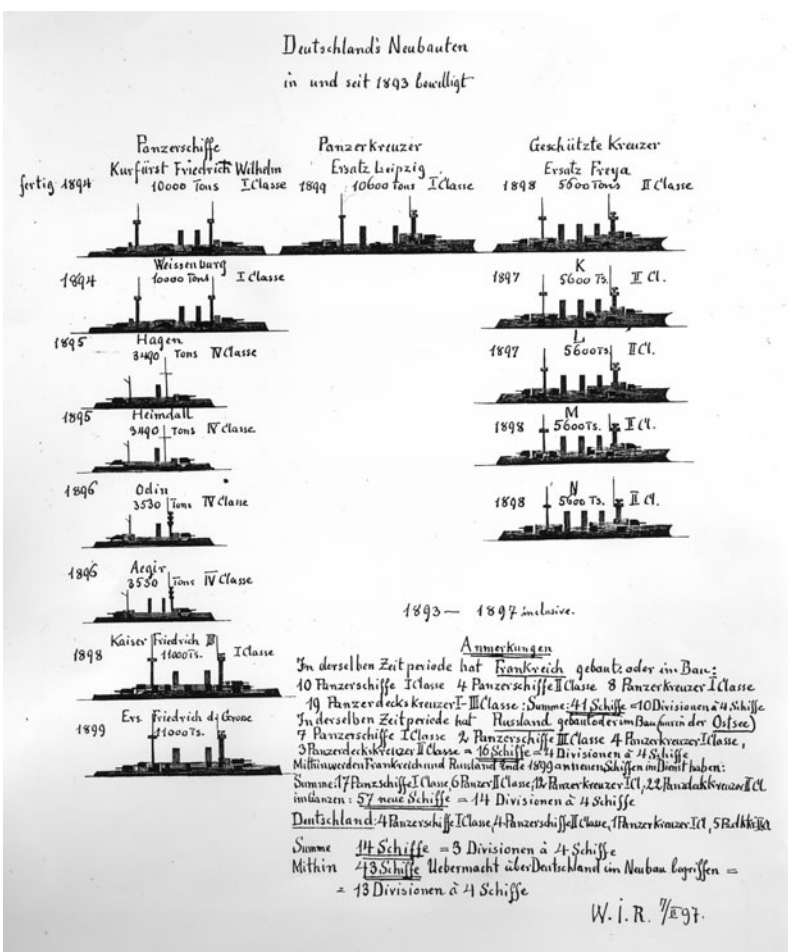 Deutschland's Neubauten
in und seit 1893 bewilligt
Panzerschiffe
Kurfürst Friedrich Wilhelm
fertig 1894 10000 Tons I Classe
Panzerkreuzer
Ersatz Leipzig
1899 10600 Tons I Classe
Geschützte Kreuzer
Ersatz Freya
1898 5600 Tons II Classe
Weissenburg
1894 10000 Tons I Classe
K
1897 5600 Ts. II Cl.
Hagen
1895 3490 Tons IV Classe
L
1897 5600 Ts. II Cl.
Heimdall
1895 3490 Tons IV Classe
M
1898 5600 Ts. II Cl.
Odin
1896 3530 Tons IV Classe
N
1898 5600 Ts. II Cl.
Aegir
1896 3530 Tons IV Classe
Kaiser Friedrich III
1898 11000 Ts. I Classe
Ers. Friedrich d. Grosse
1899 11000 Ts. I Classe
1893 — 1897 inclusive.
Anmerkungen
In derselben Zeitperiode hat Frankreich gebaut oder im Bau:
10 Panzerschiffe I Classe 4 Panzerschiffe II Classe 8 Panzerkreuzer I Classe
19 Panzerdeckskreuzer I-III Classe: Summe: 41 Schiffe = 10 Divisionen à 4 Schiffe
In derselben Zeitperiode hat Russland gebaut oder im Bau (nur in der Ostsee)
7 Panzerschiffe I Classe 2 Panzerschiffe III Classe 4 Panzerkreuzer I Classe,
3 Panzerdeckskreuzer II Classe = 16 Schiffe = 4 Divisionen à 4 Schiffe
Mithin werden Frankreich und Russland Ende 1899 an neuen Schiffen im Dienst haben:
Summe: 17 Panzschiffe I Classe, 6 Panzer II Classe, 12 Panzerkreuzer I Cl, 22 Panzdeckkreuzer II Cl
im Ganzen: 57 neue Schiffe = 14 Divisionen à 4 Schiffe
Deutschland: 4 Panzerschiffe I Classe, 4 Panzerschiffe II Classe, 1 Panzerkreuzer I Cl,
Summe 14 Schiffe = 3 Divisionen à 4 Schiffe
Mithin 43 Schiffe Uebermacht über Deutschland im Neubau begriffen =
= 13 Divisionen à 4 Schiffe
W. I. R. 7/II 97.